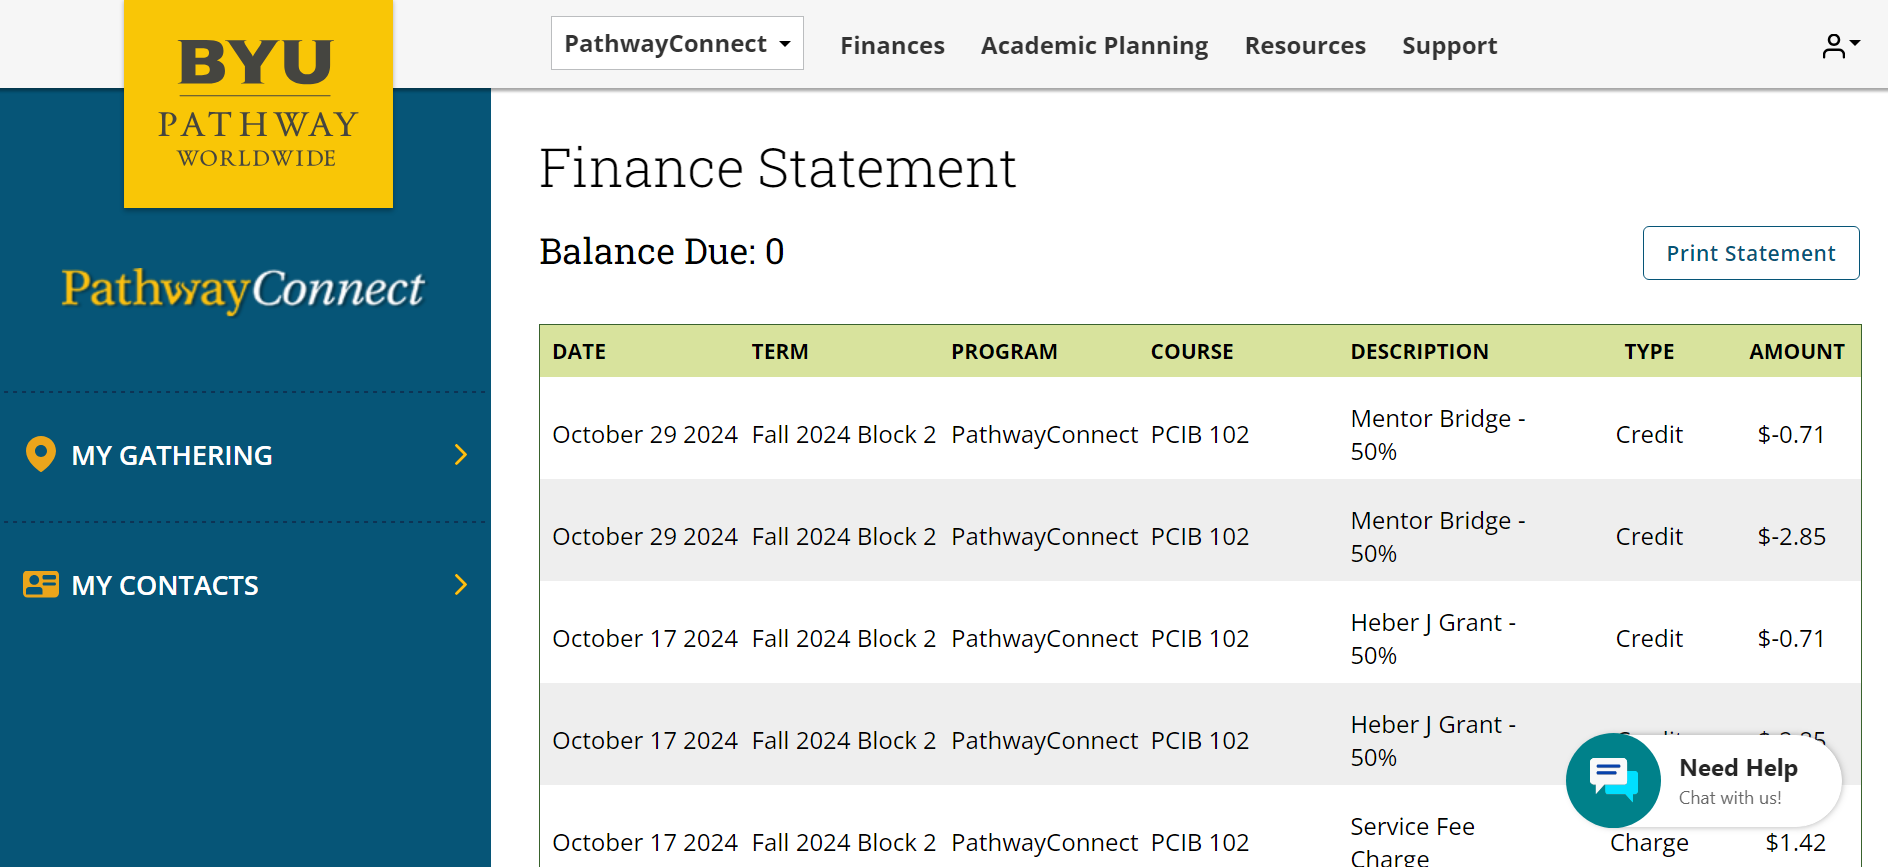 BYU
PATHWAY
WORLDWIDE
PathwayConnect
Finances
Academic Planning
Resources
Support
PathwayConnect
MY GATHERING
MY CONTACTS
Finance Statement
Balance Due: 0
Print Statement
DATE TERM PROGRAM COURSE DESCRIPTION TYPE AMOUNT
October 29 2024 Fall 2024 Block 2 PathwayConnect PCIB 102 Mentor Bridge - 50% Credit $-0.71
October 29 2024 Fall 2024 Block 2 PathwayConnect PCIB 102 Mentor Bridge - 50% Credit $-2.85
October 17 2024 Fall 2024 Block 2 PathwayConnect PCIB 102 Heber J Grant - 50% Credit $-0.71
October 17 2024 Fall 2024 Block 2 PathwayConnect PCIB 102 Heber J Grant - 50%
October 17 2024 Fall 2024 Block 2 PathwayConnect PCIB 102 Service Fee Charge Charge $1.42
Need Help
Chat with us!